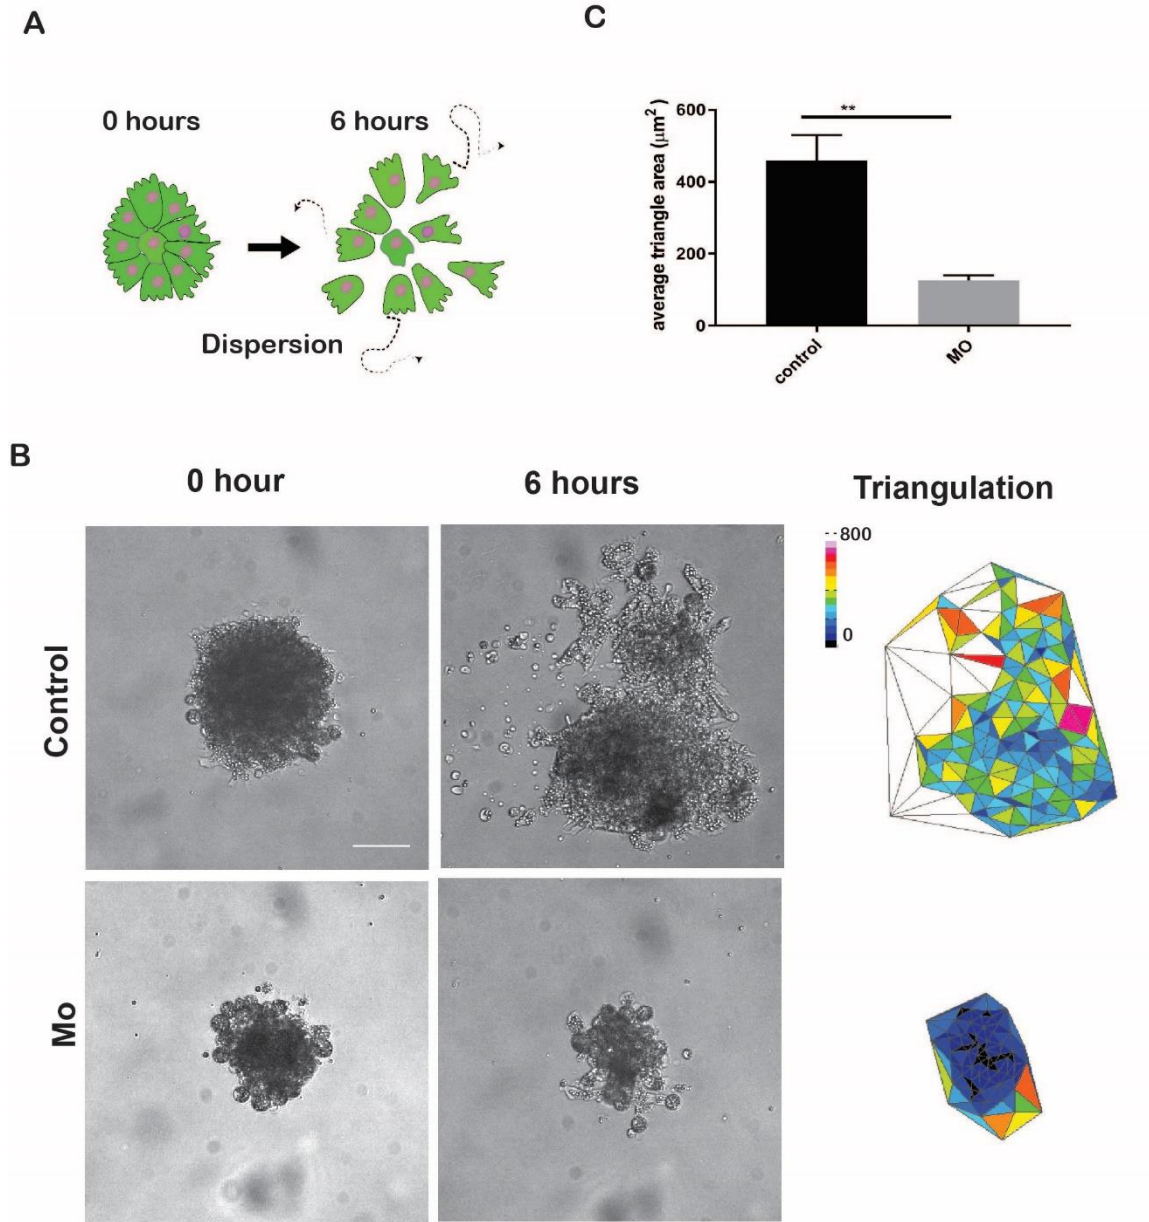 A
0 hours
6 hours
Dispersion
C
average triangle area (μm²)
600
400
200
0
**
control
MO
B
0 hour
6 hours
Triangulation
Control
Mo
800
0